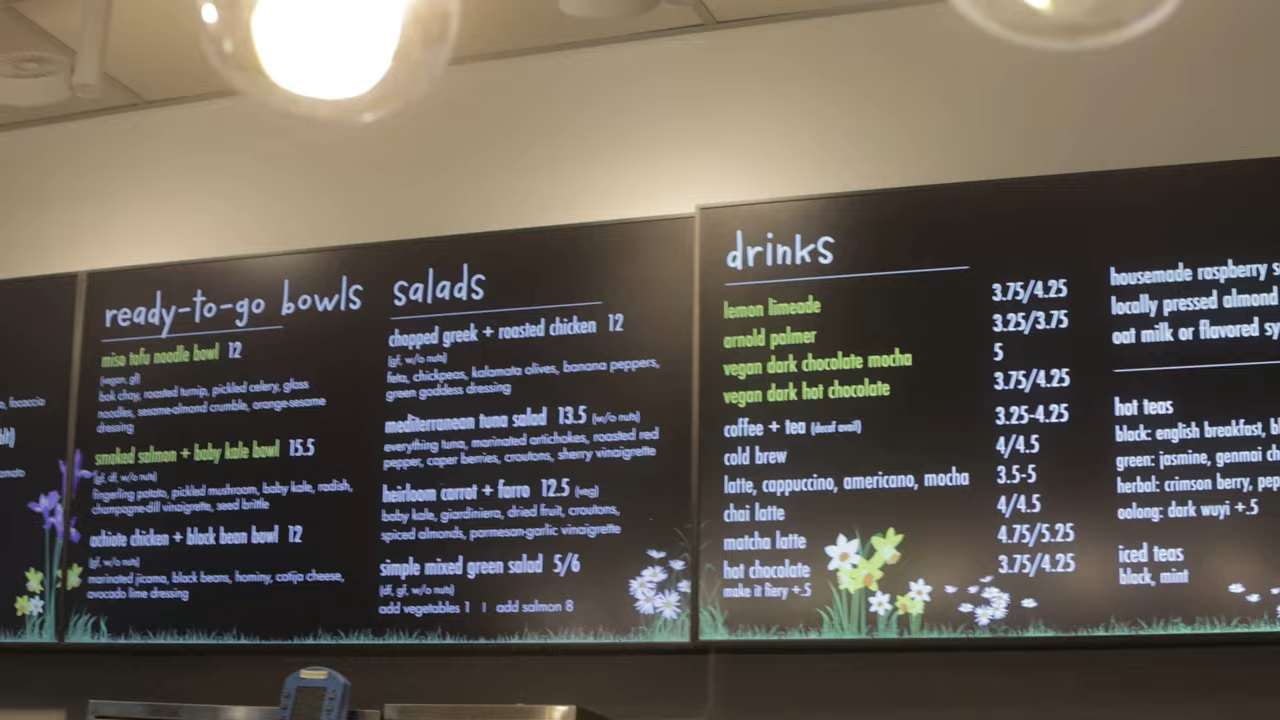 , focaccia
blt)
omato
ready-to-go bowls
miso tofu noodle bowl 12
(vegan, gf)
bok choy, roasted turnip, pickled celery, glass
noodles, sesame-almond crumble, orange-sesame
dressing
smoked salmon + baby kale bowl 15.5
(gf, df, w/o nuts)
fingerling potato, pickled mushroom, baby kale, radish,
champagne-dill vinaigrette, seed brittle
achiote chicken + black bean bowl 12
(gf, w/o nuts)
marinated jicama, black beans, hominy, cotija cheese,
avocado lime dressing
salads
chopped greek + roasted chicken 12
(gf, w/o nuts)
feta, chickpeas, kalamata olives, banana peppers,
green goddess dressing
mediterranean tuna salad 13.5 (w/o nuts)
everything tuna, marinated artichokes, roasted red
pepper, caper berries, croutons, sherry vinaigrette
heirloom carrot + farro 12.5 (veg)
baby kale, giardiniera, dried fruit, croutons,
spiced almonds, parmesan-garlic vinaigrette
simple mixed green salad 5/6
(df, gf, w/o nuts)
add vegetables 1 | add salmon 8
drinks
lemon limeade 3.75/4.25
arnold palmer 3.25/3.75
vegan dark chocolate mocha 5
vegan dark hot chocolate 3.75/4.25
coffee + tea (decaf avail) 3.25-4.25
cold brew 4/4.5
latte, cappuccino, americano, mocha 3.5-5
chai latte 4/4.5
matcha latte 4.75/5.25
hot chocolate 3.75/4.25
make it fiery +.5
housemade raspberry s
locally pressed almond
oat milk or flavored sy
hot teas
black: english breakfast, bl
green: jasmine, genmai ch
herbal: crimson berry, pep
oolong: dark wuyi +.5
iced teas
black, mint